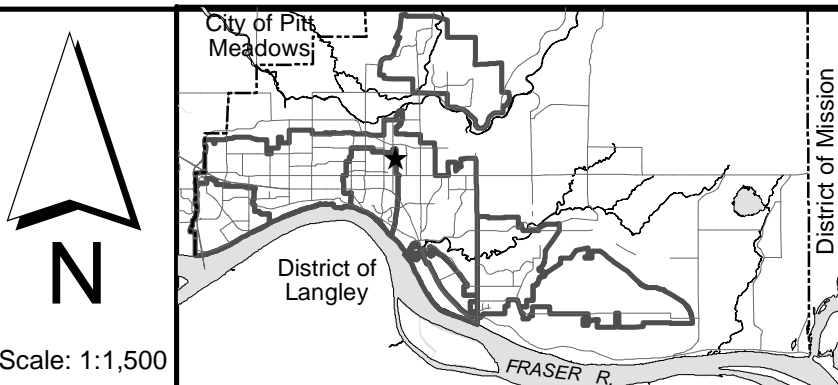 City of Pitt
Meadows
District of Mission
N
District of
Langley
Scale: 1:1,500
FRASER R.